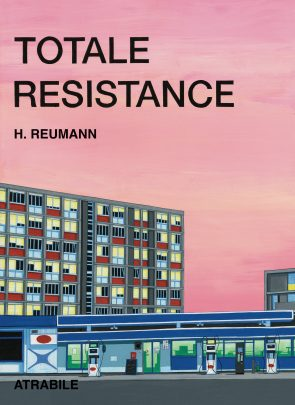 TOTALE
RESISTANCE
H. REUMANN
ATRABILE